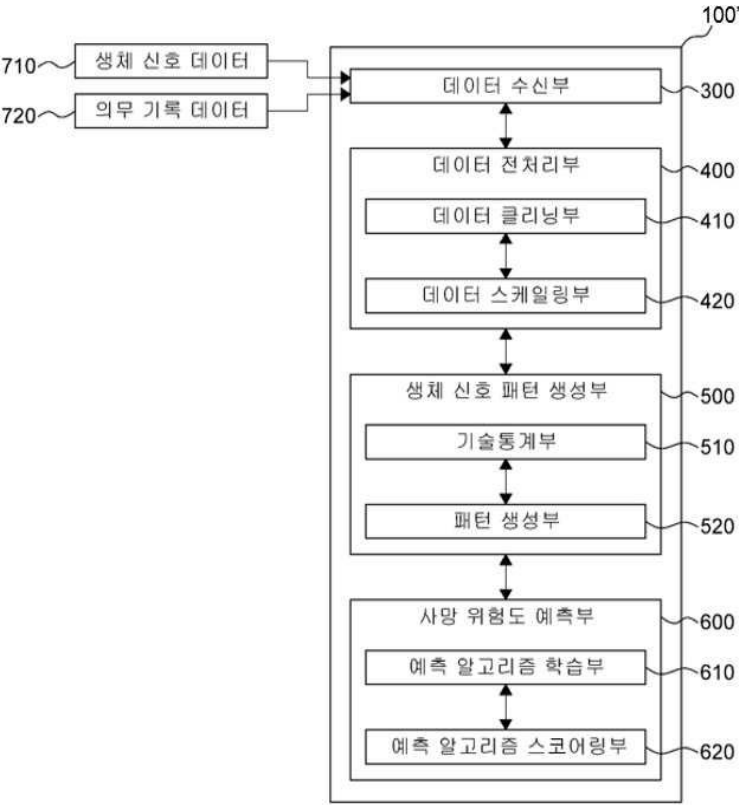 100'
710 생체 신호 데이터
데이터 수신부 300
720 의무 기록 데이터
데이터 전처리부 400
데이터 클리닝부 410
데이터 스케일링부 420
생체 신호 패턴 생성부 500
기술통계부 510
패턴 생성부 520
사망 위험도 예측부 600
예측 알고리즘 학습부 610
예측 알고리즘 스코어링부 620